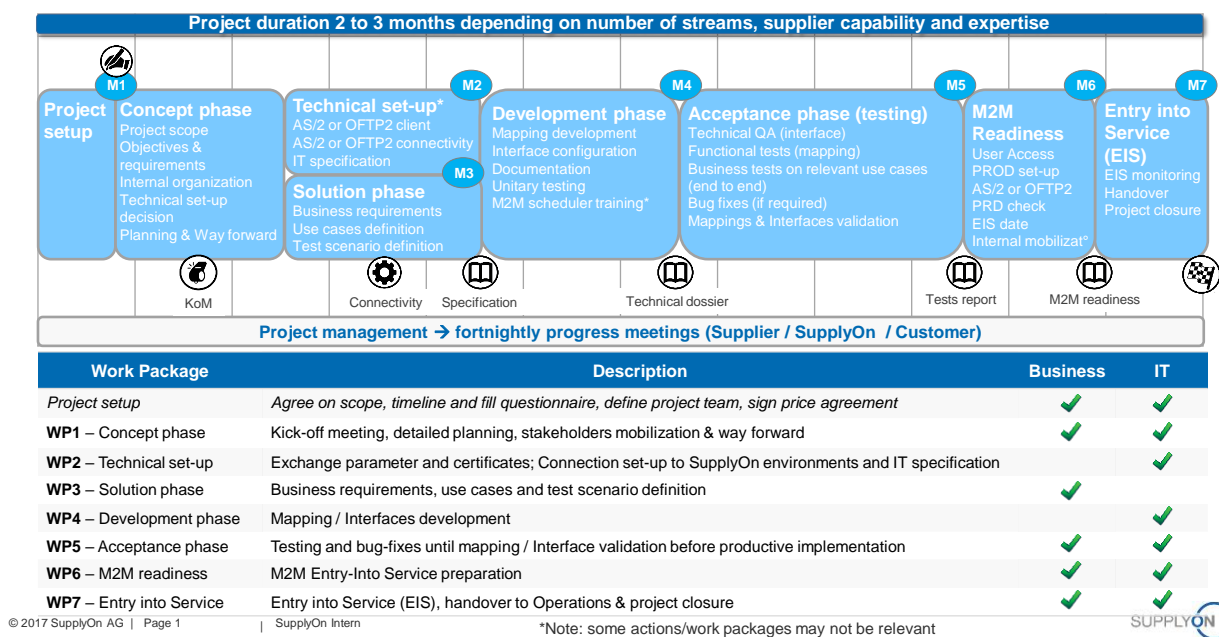 Project duration 2 to 3 months depending on number of streams, supplier capability and expertise
M1
M2
M3
M4
M5
M6
M7
Project
setup
Concept phase
Project scope
Objectives &
requirements
Internal organization
Technical set-up
decision
Planning & Way forward
Technical set-up*
AS/2 or OFTP2 client
AS/2 or OFTP2 connectivity
IT specification
Solution phase
Business requirements
Use cases definition
Test scenario definition
Development phase
Mapping development
Interface configuration
Documentation
Unitary testing
M2M scheduler training*
Acceptance phase (testing)
Technical QA (interface)
Functional tests (mapping)
Business tests on relevant use cases
(end to end)
Bug fixes (if required)
Mappings & Interfaces validation
M2M
Readiness
User Access
PROD set-up
AS/2 or OFTP2
PRD check
EIS date
Internal mobilizat°
Entry into
Service
(EIS)
EIS monitoring
Handover
Project closure
KoM
Connectivity
Specification
Technical dossier
Tests report
M2M readiness
Project management → fortnightly progress meetings (Supplier / SupplyOn / Customer)
Work Package Description Business IT
Project setup Agree on scope, timeline and fill questionnaire, define project team, sign price agreement
WP1 – Concept phase Kick-off meeting, detailed planning, stakeholders mobilization & way forward
WP2 – Technical set-up Exchange parameter and certificates; Connection set-up to SupplyOn environments and IT specification
WP3 – Solution phase Business requirements, use cases and test scenario definition
WP4 – Development phase Mapping / Interfaces development
WP5 – Acceptance phase Testing and bug-fixes until mapping / Interface validation before productive implementation
WP6 – M2M readiness M2M Entry-Into Service preparation
WP7 – Entry into Service Entry into Service (EIS), handover to Operations & project closure
© 2017 SupplyOn AG | Page 1 | SupplyOn Intern
*Note: some actions/work packages may not be relevant
SUPPLYON